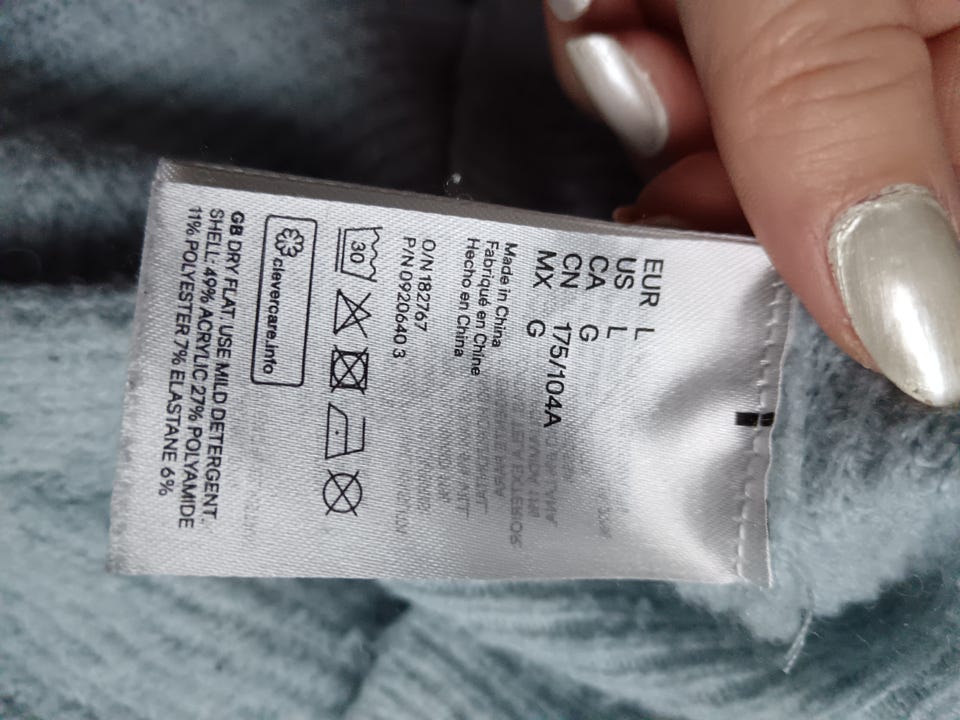 EUR L
US L
CA G
CN 175/104A
MX G
Made in China
Fabriqué en Chine
Hecho en China
O/N 182767
P/N 0920640 3
30
clevercare.info
GB DRY FLAT. USE MILD DETERGENT.
SHELL: 49% ACRYLIC 27% POLYAMIDE
11% POLYESTER 7% ELASTANE 6%